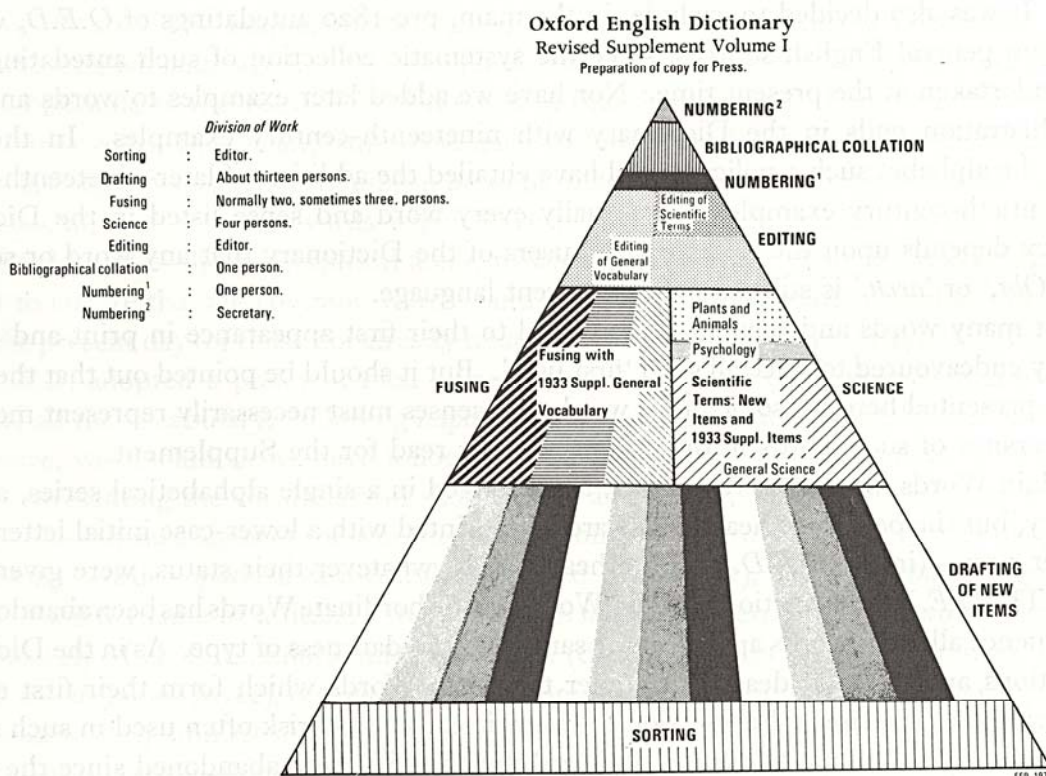 Oxford English Dictionary
Revised Supplement Volume I
Preparation of copy for Press.
Division of Work
Sorting : Editor.
Drafting : About thirteen persons.
Fusing : Normally two, sometimes three, persons.
Science : Four persons.
Editing : Editor.
Bibliographical collation : One person.
Numbering¹ : One person.
Numbering² : Secretary.
NUMBERING²
BIBLIOGRAPHICAL COLLATION
NUMBERING¹
Editing of
Scientific
Terms
EDITING
Editing
of General
Vocabulary
Plants and
Animals
Psychology
FUSING
Fusing with
1933 Suppl. General
Vocabulary
Scientific
Terms: New
Items and
1933 Suppl. Items
SCIENCE
General Science
DRAFTING
OF NEW
ITEMS
SORTING